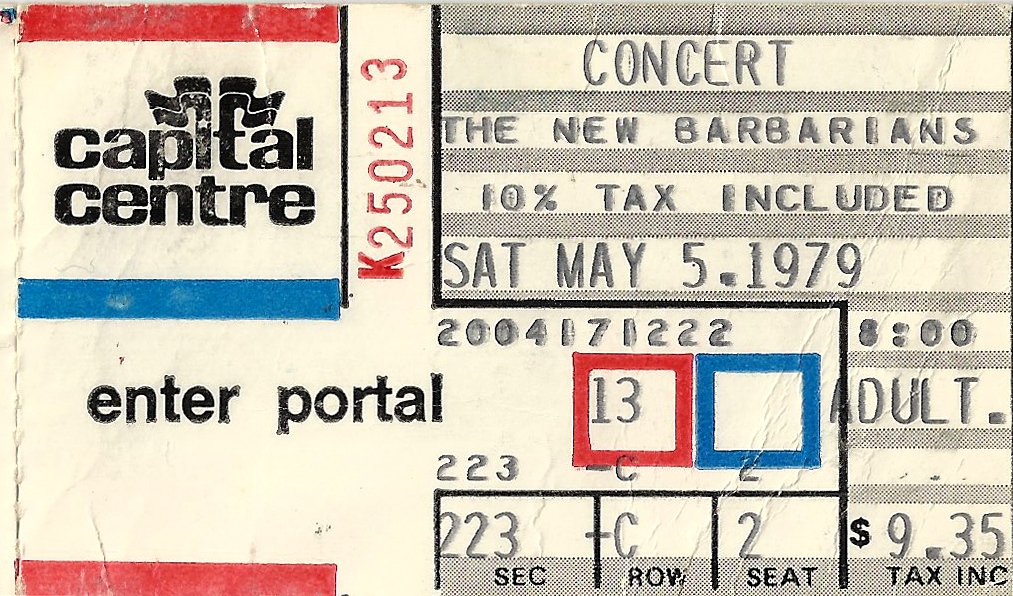 capital
centre
K250213
CONCERT
THE NEW BARBARIANS
10% TAX INCLUDED
SAT MAY 5.1979
2004171222 8:00
enter portal 13 ADULT.
223 -C 2
223 -C 2 $ 9.35
SEC ROW SEAT TAX INC